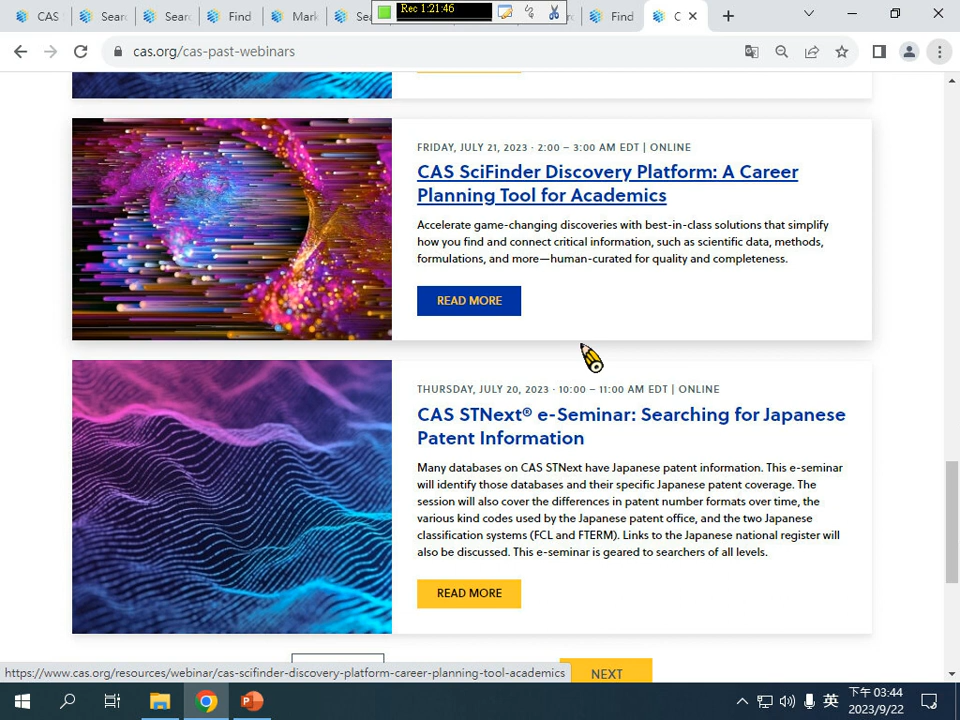 CAS
Searc
Searc
Find
Mark
Se
Rec 1:21:46
Find
C
cas.org/cas-past-webinars
FRIDAY, JULY 21, 2023 · 2:00 – 3:00 AM EDT | ONLINE
CAS SciFinder Discovery Platform: A Career
Planning Tool for Academics
Accelerate game-changing discoveries with best-in-class solutions that simplify
how you find and connect critical information, such as scientific data, methods,
formulations, and more—human-curated for quality and completeness.
READ MORE
THURSDAY, JULY 20, 2023 · 10:00 – 11:00 AM EDT | ONLINE
CAS STNext® e-Seminar: Searching for Japanese
Patent Information
Many databases on CAS STNext have Japanese patent information. This e-seminar
will identify those databases and their specific Japanese patent coverage. The
session will also cover the differences in patent number formats over time, the
various kind codes used by the Japanese patent office, and the two Japanese
classification systems (FCL and FTERM). Links to the Japanese national register will
also be discussed. This e-seminar is geared to searchers of all levels.
READ MORE
NEXT
https://www.cas.org/resources/webinar/cas-scifinder-discovery-platform-career-planning-tool-academics
英
下午 03:44
2023/9/22